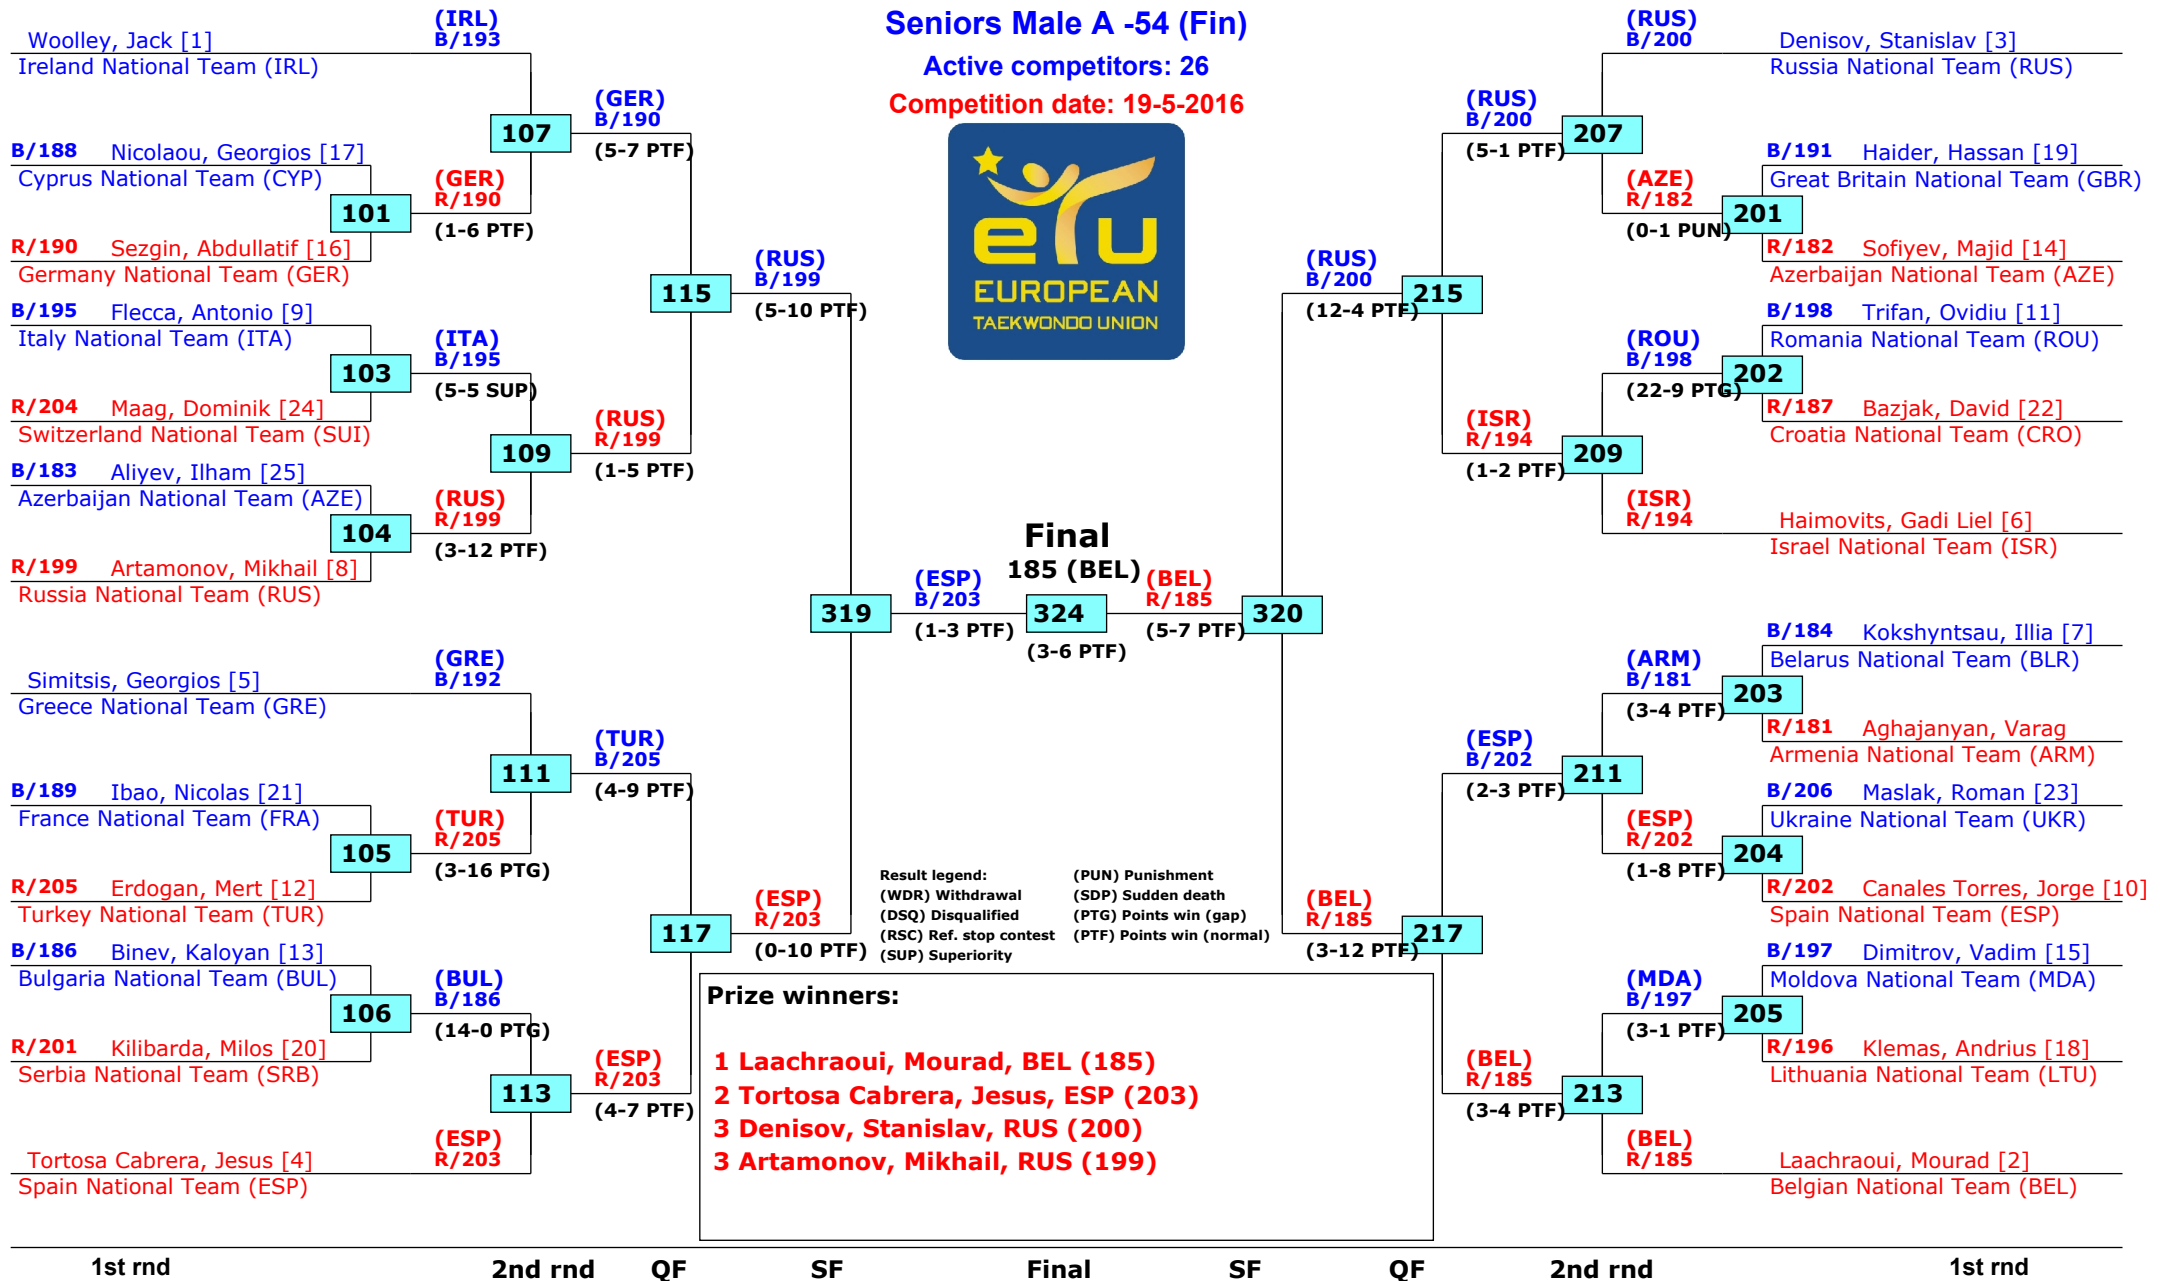 Seniors Male A -54 (Fin)
Active competitors: 26
Competition date: 19-5-2016
eTU
EUROPEAN
TAEKWONDO UNION
Woolley, Jack [1]
Ireland National Team (IRL)
(IRL)
B/193
B/188 Nicolaou, Georgios [17]
Cyprus National Team (CYP)
101
R/190 Sezgin, Abdullatif [16]
Germany National Team (GER)
(GER)
R/190
(1-6 PTF)
107
(GER)
B/190
(5-7 PTF)
B/195 Flecca, Antonio [9]
Italy National Team (ITA)
103
R/204 Maag, Dominik [24]
Switzerland National Team (SUI)
(ITA)
B/195
(5-5 SUP)
B/183 Aliyev, Ilham [25]
Azerbaijan National Team (AZE)
104
R/199 Artamonov, Mikhail [8]
Russia National Team (RUS)
(RUS)
R/199
(3-12 PTF)
109
(RUS)
R/199
(1-5 PTF)
115
(RUS)
B/199
(5-10 PTF)
Simitsis, Georgios [5]
Greece National Team (GRE)
(GRE)
B/192
B/189 Ibao, Nicolas [21]
France National Team (FRA)
105
R/205 Erdogan, Mert [12]
Turkey National Team (TUR)
(TUR)
R/205
(3-16 PTG)
111
(TUR)
B/205
(4-9 PTF)
B/186 Binev, Kaloyan [13]
Bulgaria National Team (BUL)
106
R/201 Kilibarda, Milos [20]
Serbia National Team (SRB)
(BUL)
B/186
(14-0 PTG)
Tortosa Cabrera, Jesus [4]
Spain National Team (ESP)
(ESP)
R/203
113
(ESP)
R/203
(4-7 PTF)
117
(ESP)
R/203
(0-10 PTF)
319
(ESP)
B/203
(1-3 PTF)
Final
185 (BEL)
324
(3-6 PTF)
(BEL)
R/185
(5-7 PTF)
320
(RUS)
B/200
(12-4 PTF)
215
(RUS)
B/200
(5-1 PTF)
207
(RUS)
B/200
Denisov, Stanislav [3]
Russia National Team (RUS)
(AZE)
R/182
(0-1 PUN)
201
B/191 Haider, Hassan [19]
Great Britain National Team (GBR)
R/182 Sofiyev, Majid [14]
Azerbaijan National Team (AZE)
(ROU)
B/198
(22-9 PTG)
202
B/198 Trifan, Ovidiu [11]
Romania National Team (ROU)
R/187 Bazjak, David [22]
Croatia National Team (CRO)
(ISR)
R/194
(1-2 PTF)
209
(ISR)
R/194
Haimovits, Gadi Liel [6]
Israel National Team (ISR)
(BEL)
R/185
(3-12 PTF)
217
(ESP)
B/202
(2-3 PTF)
211
(ARM)
B/181
(3-4 PTF)
203
B/184 Kokshyntsau, Illia [7]
Belarus National Team (BLR)
R/181 Aghajanyan, Varag
Armenia National Team (ARM)
(ESP)
R/202
(1-8 PTF)
204
B/206 Maslak, Roman [23]
Ukraine National Team (UKR)
R/202 Canales Torres, Jorge [10]
Spain National Team (ESP)
(BEL)
R/185
(3-4 PTF)
213
(MDA)
B/197
(3-1 PTF)
205
B/197 Dimitrov, Vadim [15]
Moldova National Team (MDA)
R/196 Klemas, Andrius [18]
Lithuania National Team (LTU)
(BEL)
R/185
Laachraoui, Mourad [2]
Belgian National Team (BEL)
Result legend: (PUN) Punishment
(WDR) Withdrawal (SDP) Sudden death
(DSQ) Disqualified (PTG) Points win (gap)
(RSC) Ref. stop contest (PTF) Points win (normal)
(SUP) Superiority
Prize winners:
1 Laachraoui, Mourad, BEL (185)
2 Tortosa Cabrera, Jesus, ESP (203)
3 Denisov, Stanislav, RUS (200)
3 Artamonov, Mikhail, RUS (199)
1st rnd 2nd rnd QF SF Final SF QF 2nd rnd 1st rnd